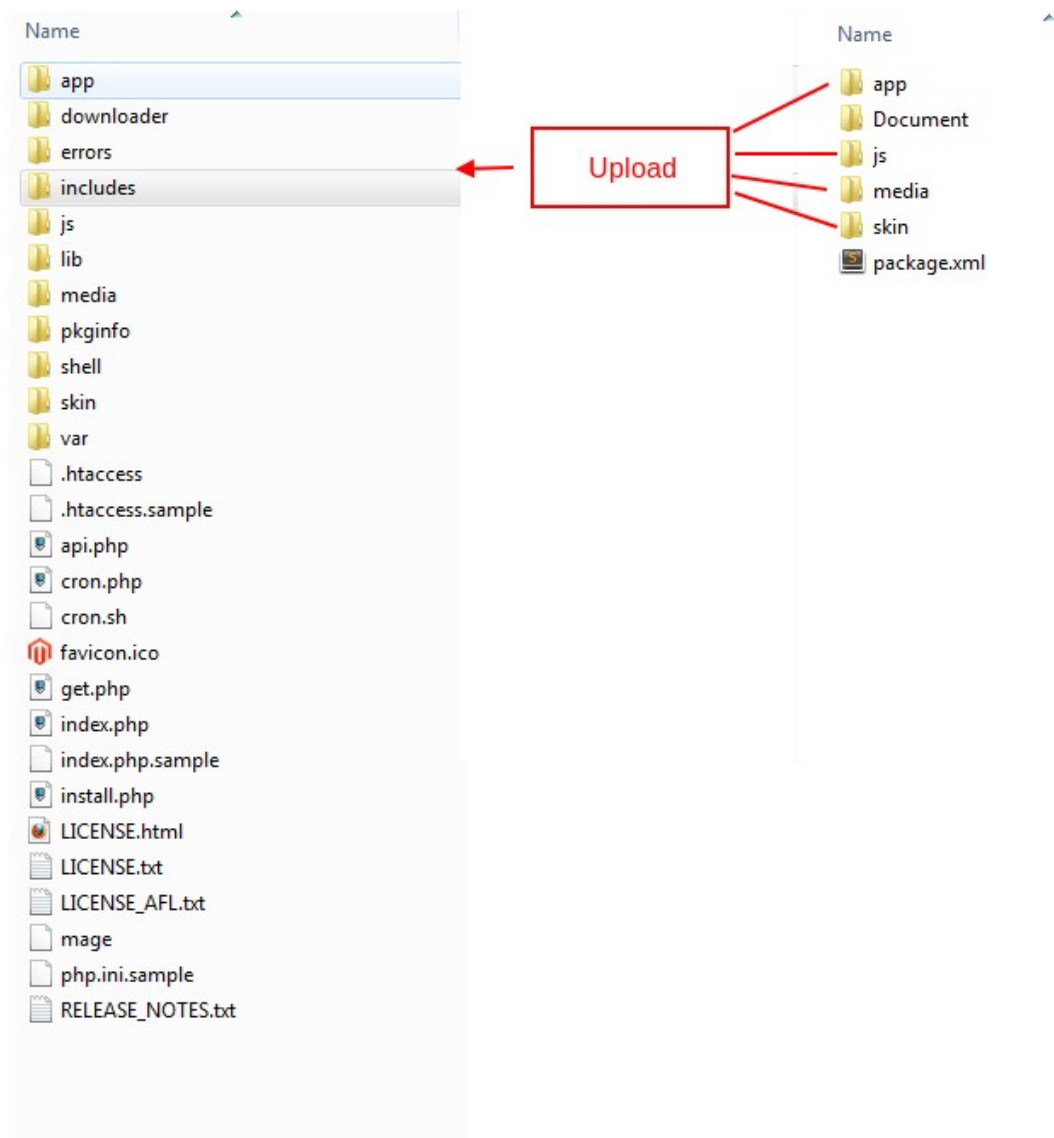 Name
app
downloader
errors
includes
js
lib
media
pkginfo
shell
skin
var
.htaccess
.htaccess.sample
api.php
cron.php
cron.sh
favicon.ico
get.php
index.php
index.php.sample
install.php
LICENSE.html
LICENSE.txt
LICENSE_AFL.txt
mage
php.ini.sample
RELEASE_NOTES.txt
Upload
Name
app
Document
js
media
skin
package.xml